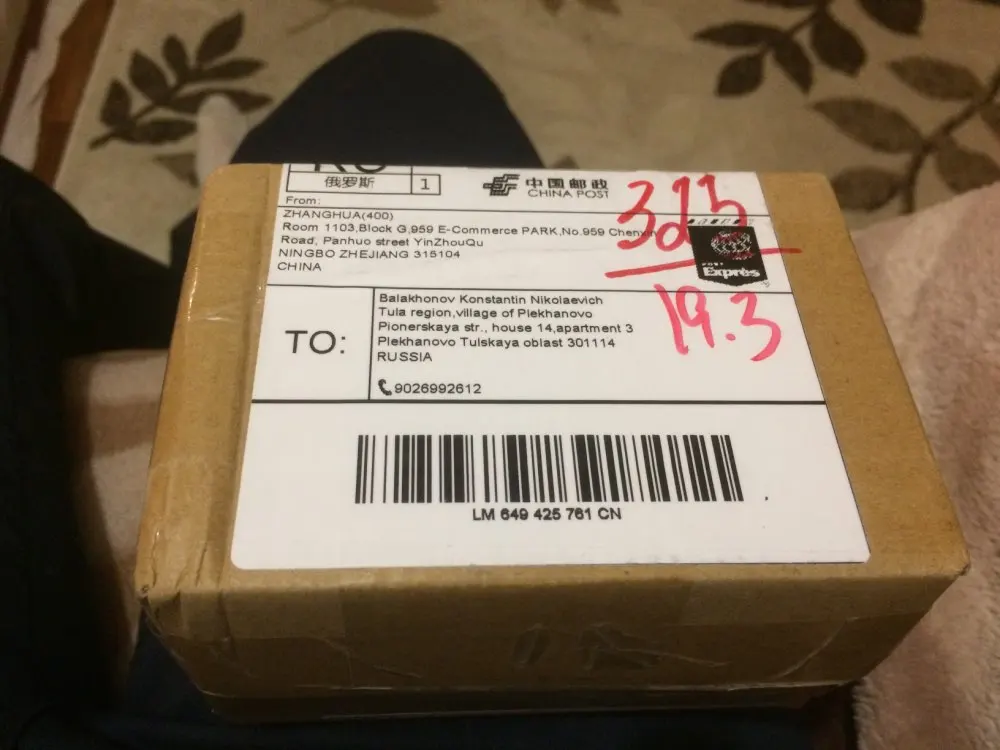 RU
俄罗斯 1
中国邮政
CHINA POST
From:
ZHANGHUA(400)
Room 1103,Block G,959 E-Commerce PARK,No.959 Chenxin
Road, Panhuo street YinZhouQu
NINGBO ZHEJIANG 315104
CHINA
Exprès
19.3
TO:
Balakhonov Konstantin Nikolaevich
Tula region,village of Plekhanovo
Pionerskaya str., house 14,apartment 3
Plekhanovo Tulskaya oblast 301114
RUSSIA
9026992612
LM 649 425 761 CN